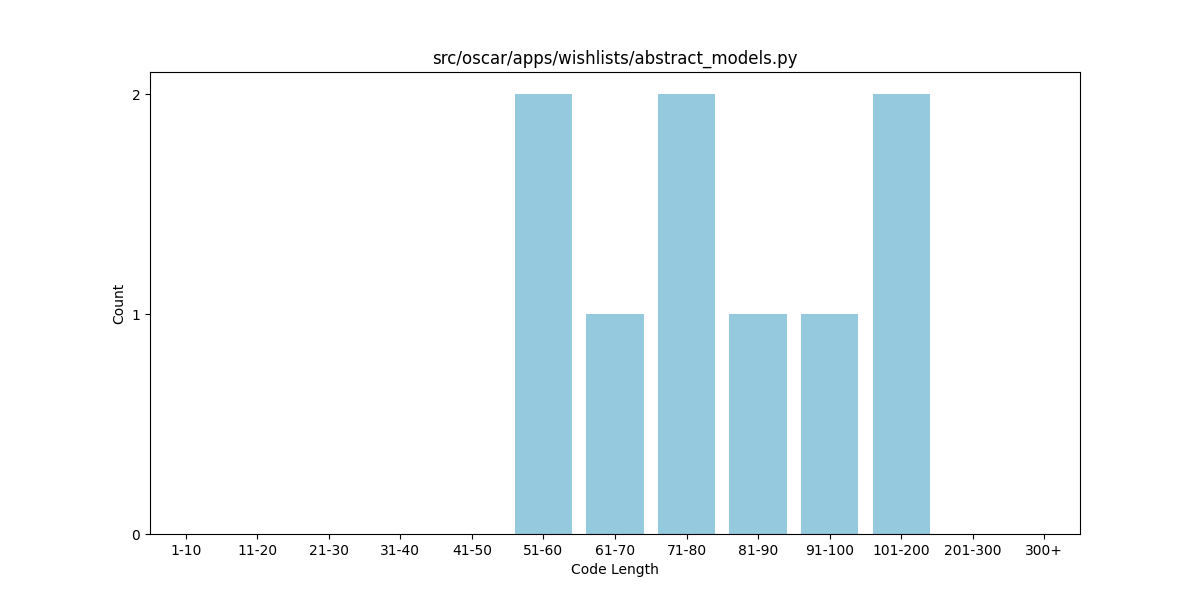 src/oscar/apps/wishlists/abstract_models.py
2
1
0
Count
1-10 11-20 21-30 31-40 41-50 51-60 61-70 71-80 81-90 91-100 101-200 201-300 300+
Code Length